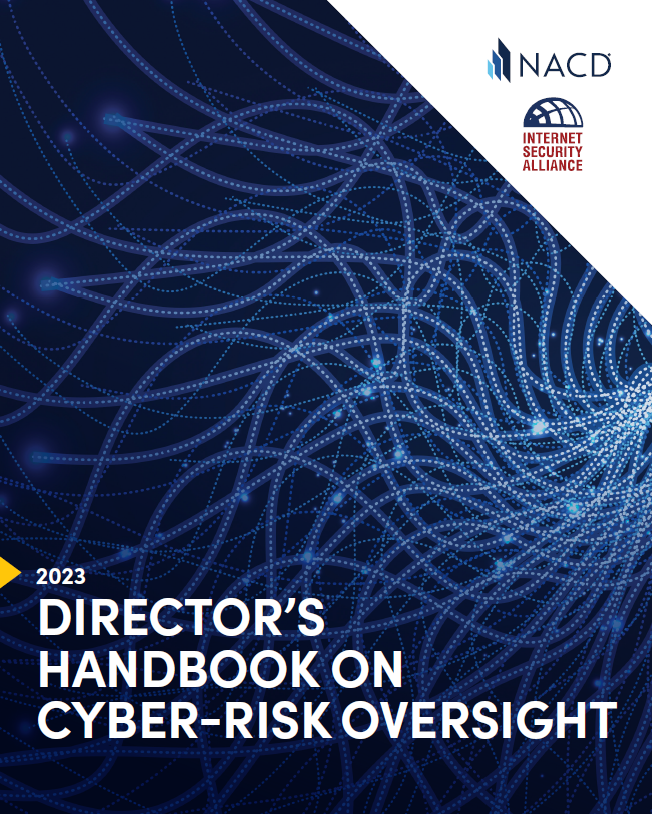 NACD
INTERNET
SECURITY
ALLIANCE
2023
DIRECTOR’S
HANDBOOK ON
CYBER-RISK OVERSIGHT